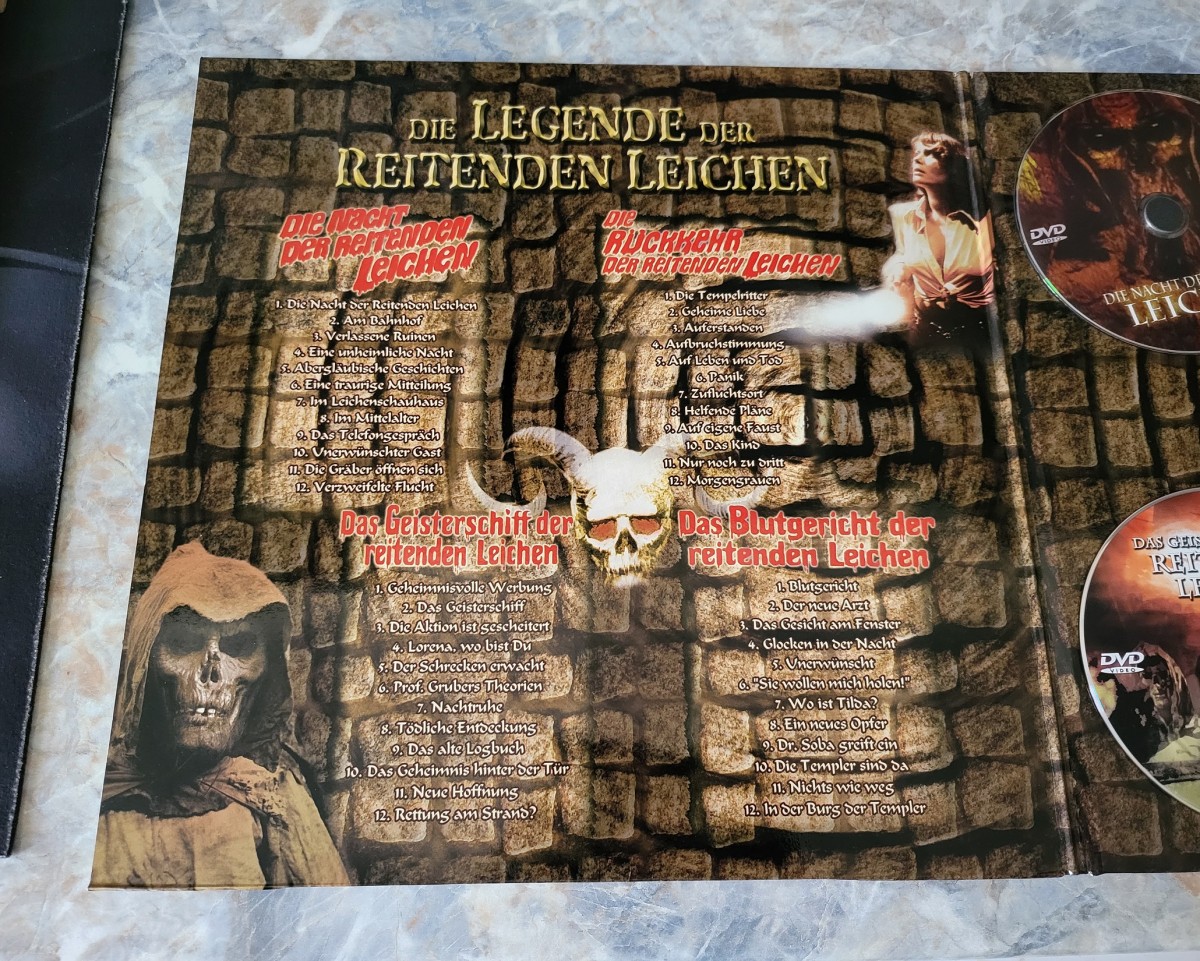 DIE LEGENDE DER
REITENDEN LEICHEN
DIE NACHT
DER REITENDEN
LEICHEN
1. Die Nacht der Reitenden Leichen
2. Am Bahnhof
3. Verlassene Ruinen
4. Eine unheimliche Nacht
5. Abergläubische Geschichten
6. Eine traurige Mitteilung
7. Im Leichenschauhaus
8. Im Mittelalter
9. Das Telefongespräch
10. Unerwünschter Gast
11. Die Gräber öffnen sich
12. Verzweifelte Flucht
DIE
RÜCKKEHR
DER REITENDEN LEICHEN
1. Die Tempelritter
2. Geheime Liebe
3. Auferstanden
4. Aufbruchstimmung
5. Auf Leben und Tod
6. Panik
7. Zufluchtsort
8. Helfende Pläne
9. Auf eigene Faust
10. Das Kind
11. Nur noch zu dritt
12. Morgengrauen
Das Geisterschiff der
reitenden Leichen
1. Geheimnisvolle Werbung
2. Das Geisterschiff
3. Die Aktion ist gescheitert
4. Lorena, wo bist Du
5. Der Schrecken erwacht
6. Prof. Grubers Theorien
7. Nachtruhe
8. Tödliche Entdeckung
9. Das alte Logbuch
10. Das Geheimnis hinter der Tür
11. Neue Hoffnung
12. Rettung am Strand?
Das Blutgericht der
reitenden Leichen
1. Blutgericht
2. Der neue Arzt
3. Das Gesicht am Fenster
4. Glocken in der Nacht
5. Unerwünscht
6. "Sie wollen mich holen!"
7. Wo ist Tilda?
8. Ein neues Opfer
9. Dr. Soba greift ein
10. Die Templer sind da
11. Nichts wie weg
12. In der Burg der Templer
DVD
VIDEO
DIE NACHT
DVD
VIDEO